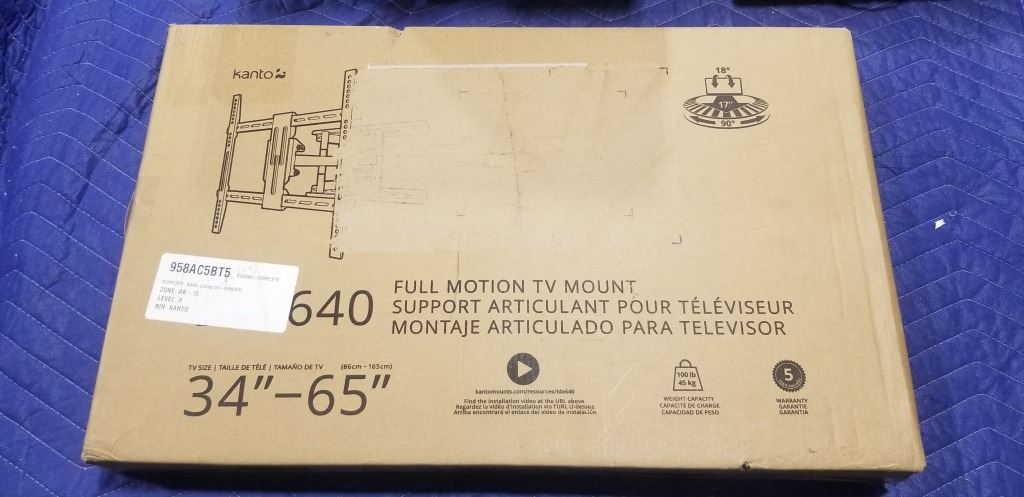 kanto
18°
17"
90°
958AC5BT5
ZONE: AA - 15
LEVEL: A
BIN: KANTO
640
FULL MOTION TV MOUNT
SUPPORT ARTICULANT POUR TÉLÉVISEUR
MONTAJE ARTICULADO PARA TELEVISOR
TV SIZE | TAILLE DE TÉLÉ | TAMAÑO DE TV (86cm – 165cm)
34"–65"
kantomounts.com/resources/ldx640
Find the installation video at the URL above
Regardez la vidéo d'installation via l'URL ci-dessus
Arriba encontrará el enlace del video de instalación
100 lb
45 kg
WEIGHT CAPACITY
CAPACITÉ DE CHARGE
CAPACIDAD DE PESO
5
WARRANTY
GARANTIE
GARANTÍA